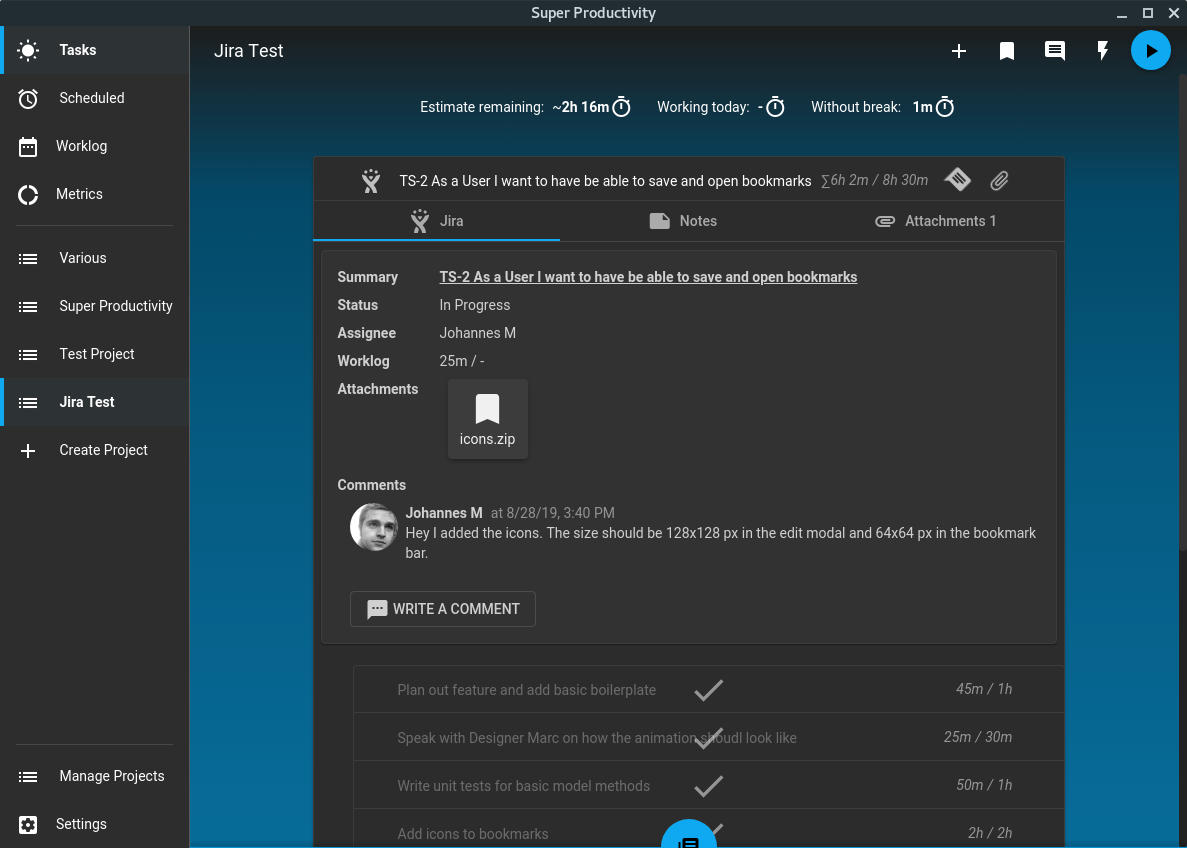 Super Productivity
Tasks
Scheduled
Worklog
Metrics
Various
Super Productivity
Test Project
Jira Test
Create Project
Manage Projects
Settings
Jira Test
Estimate remaining: ~2h 16m Working today: - Without break: 1m
TS-2 As a User I want to have be able to save and open bookmarks ∑6h 2m / 8h 30m
Jira Notes Attachments 1
Summary TS-2 As a User I want to have be able to save and open bookmarks
Status In Progress
Assignee Johannes M
Worklog 25m / -
Attachments
icons.zip
Comments
Johannes M at 8/28/19, 3:40 PM
Hey I added the icons. The size should be 128x128 px in the edit modal and 64x64 px in the bookmark
bar.
WRITE A COMMENT
Plan out feature and add basic boilerplate 45m / 1h
Speak with Designer Marc on how the animation shoudl look like 25m / 30m
Write unit tests for basic model methods 50m / 1h
Add icons to bookmarks 2h / 2h